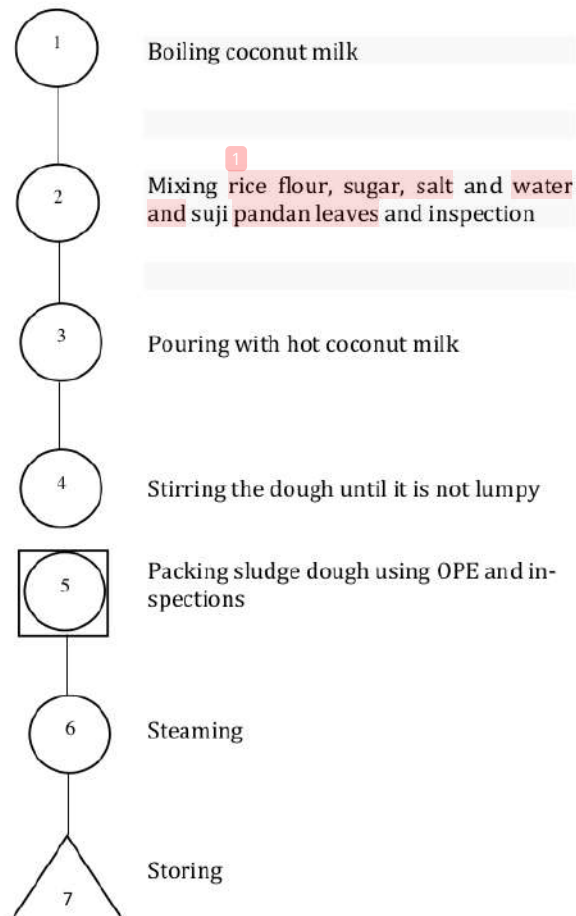 1
Boiling coconut milk
1
2
Mixing rice flour, sugar, salt and water
and suji pandan leaves and inspection
3
Pouring with hot coconut milk
4
Stirring the dough until it is not lumpy
5
Packing sludge dough using OPE and in-
spections
6
Steaming
7
Storing